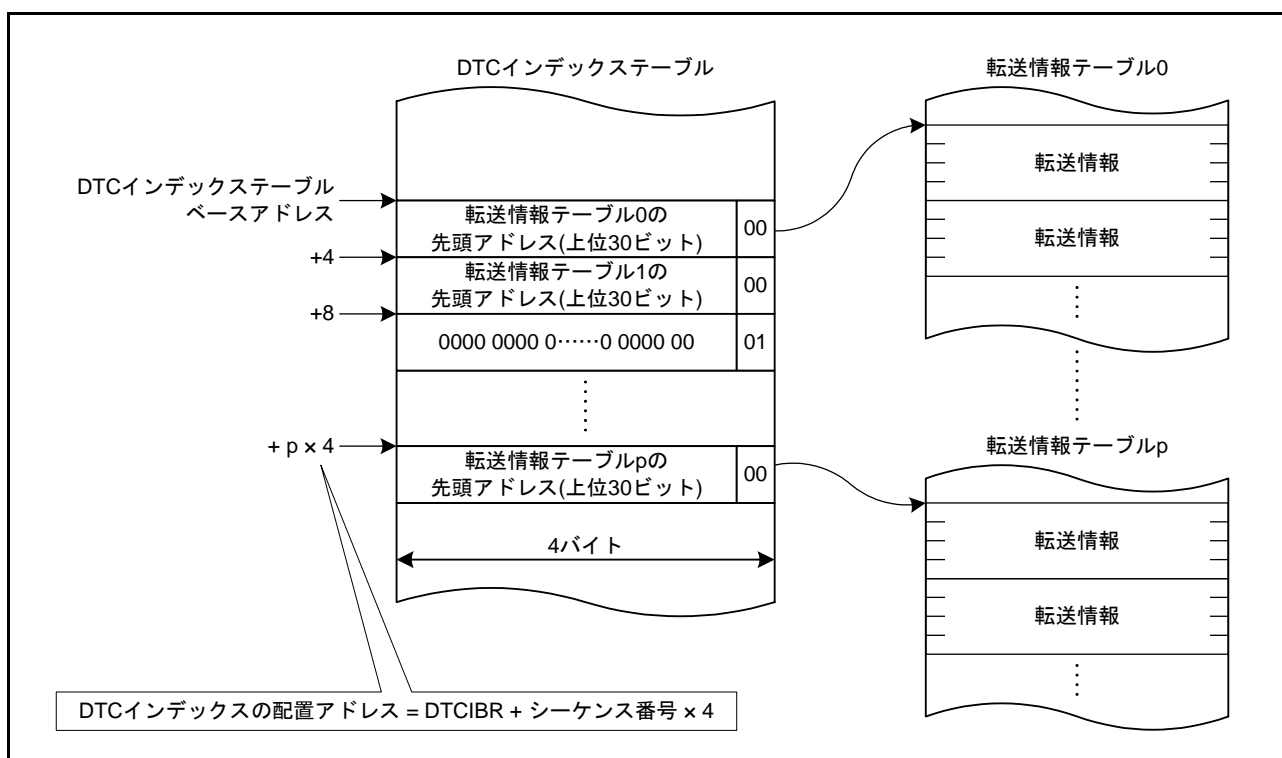 DTCインデックステーブル
転送情報テーブル0
DTCインデックステーブル
ベースアドレス
転送情報テーブル0の
先頭アドレス(上位30ビット)
00
転送情報
+4
転送情報テーブル1の
先頭アドレス(上位30ビット)
00
転送情報
+8
0000 0000 0……0 0000 00
01
+ p × 4
転送情報テーブルpの
先頭アドレス(上位30ビット)
00
転送情報テーブルp
4バイト
転送情報
転送情報
DTCインデックスの配置アドレス = DTCIBR + シーケンス番号 × 4